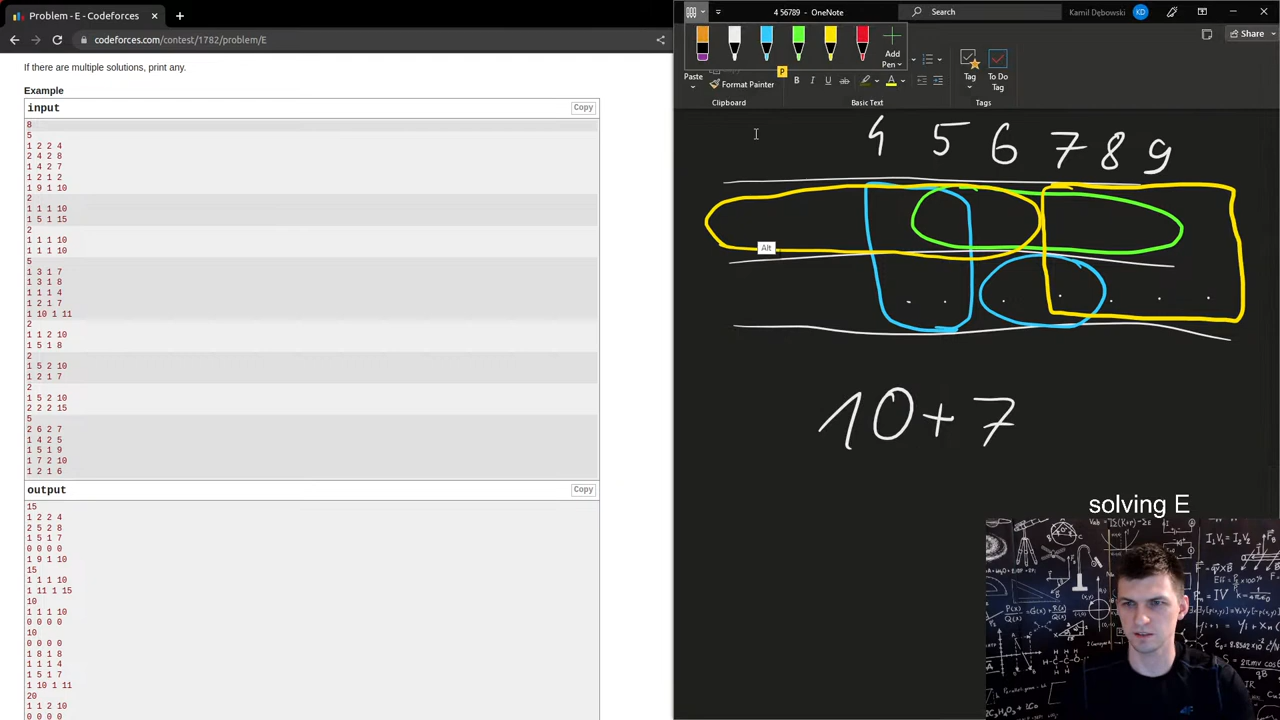 Problem - E - Codeforces
codeforces.com/contest/1782/problem/E
If there are multiple solutions, print any.
Example
input
Copy
8
5
1 2 2 4
2 4 2 8
1 4 2 7
1 2 1 2
1 9 1 10
2
1 1 1 10
1 5 1 15
2
1 1 1 10
1 1 1 10
5
1 3 1 7
1 3 1 8
1 1 1 4
1 2 1 7
1 10 1 11
2
1 1 2 10
1 5 1 8
2
1 5 2 10
1 2 1 7
2
1 5 2 10
2 2 2 15
5
2 6 2 7
1 4 2 5
1 5 1 9
1 7 2 10
1 2 1 6
output
Copy
15
1 2 2 4
2 5 2 8
1 5 1 7
0 0 0 0
1 9 1 10
15
1 1 1 10
1 11 1 15
10
1 1 1 10
0 0 0 0
10
0 0 0 0
1 8 1 8
1 1 1 4
1 5 1 7
1 10 1 11
20
1 1 2 10
0 0 0 0
4 56789 - OneNote
Search
Kamil Dębowski
KD
Share
Add
Pen
P
Paste
Format Painter
B
I
U
ab
A
Tag
To Do
Tag
Clipboard
Basic Text
Tags
4 5 6 7 8 9
Alt
10+7
solving E